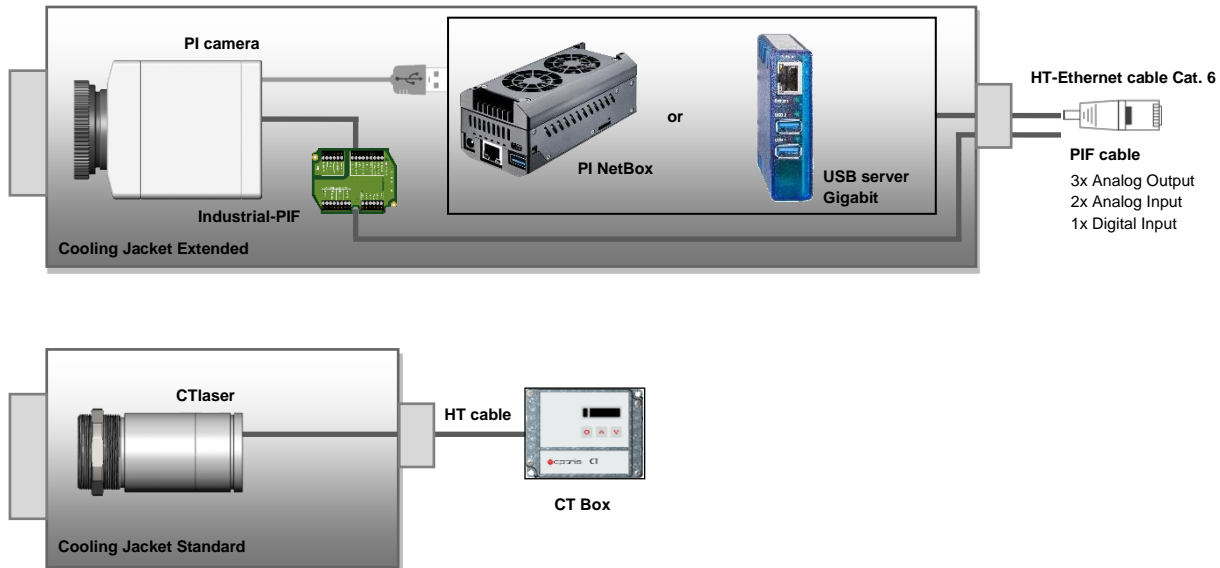 PI camera
HT-Ethernet cable Cat. 6
or
PI NetBox
PIF cable
USB server
Gigabit
3x Analog Output
2x Analog Input
1x Digital Input
Industrial-PIF
Cooling Jacket Extended
CTlaser
HT cable
CT
CT Box
Cooling Jacket Standard